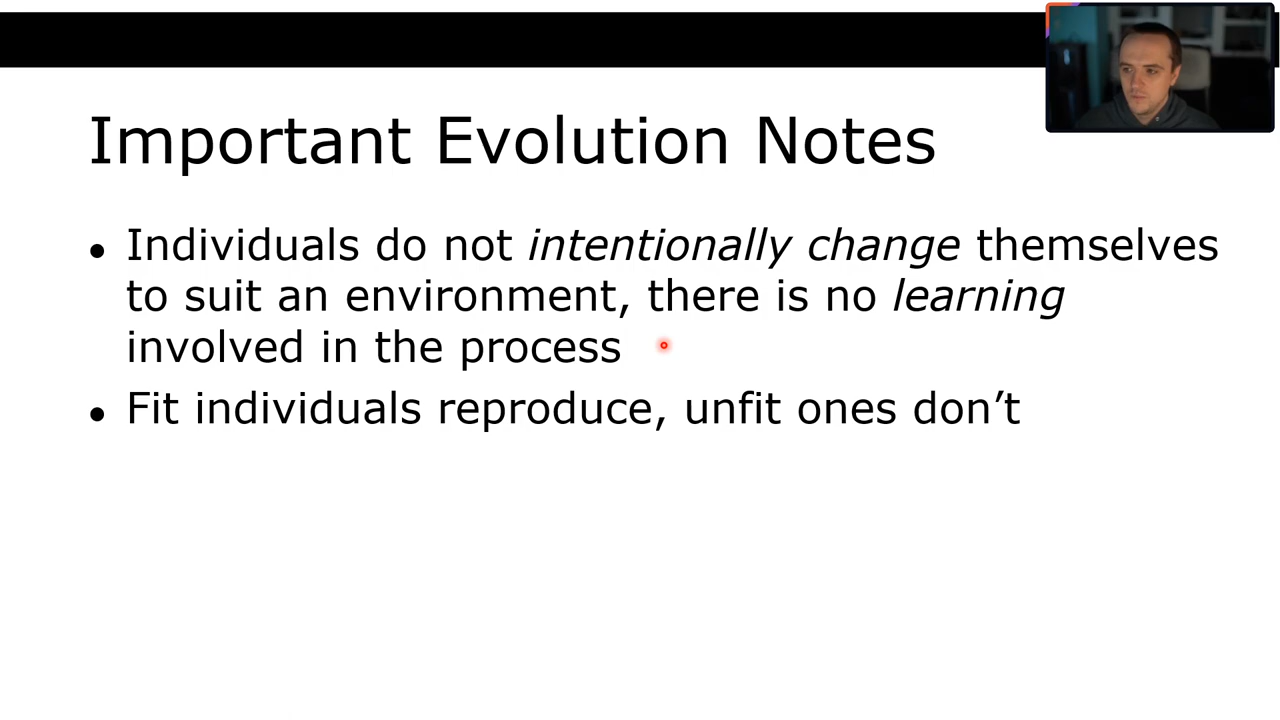 Important Evolution Notes
• Individuals do not intentionally change themselves
to suit an environment, there is no learning
involved in the process
• Fit individuals reproduce, unfit ones don’t